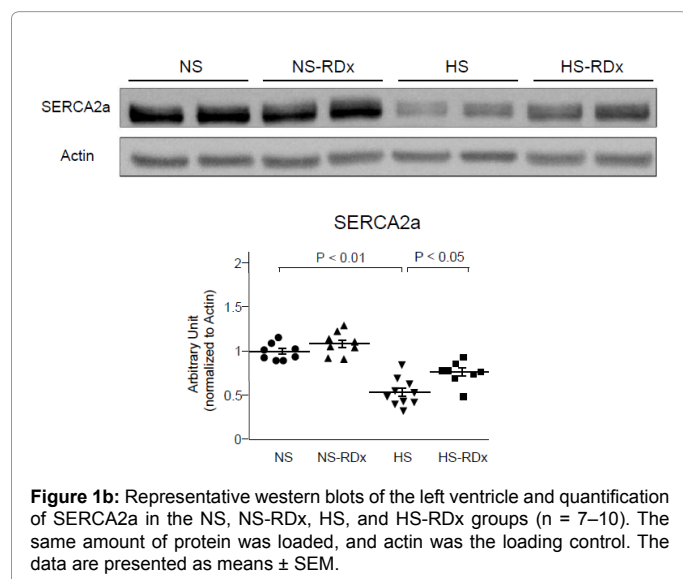 NS NS-RDx HS HS-RDx
SERCA2a
Actin
SERCA2a
P < 0.01 P < 0.05
2
1.5
1
0.5
0
Arbitrary Unit
(normalized to Actin)
NS NS-RDx HS HS-RDx
Figure 1b: Representative western blots of the left ventricle and quantification
of SERCA2a in the NS, NS-RDx, HS, and HS-RDx groups (n = 7–10). The
same amount of protein was loaded, and actin was the loading control. The
data are presented as means ± SEM.